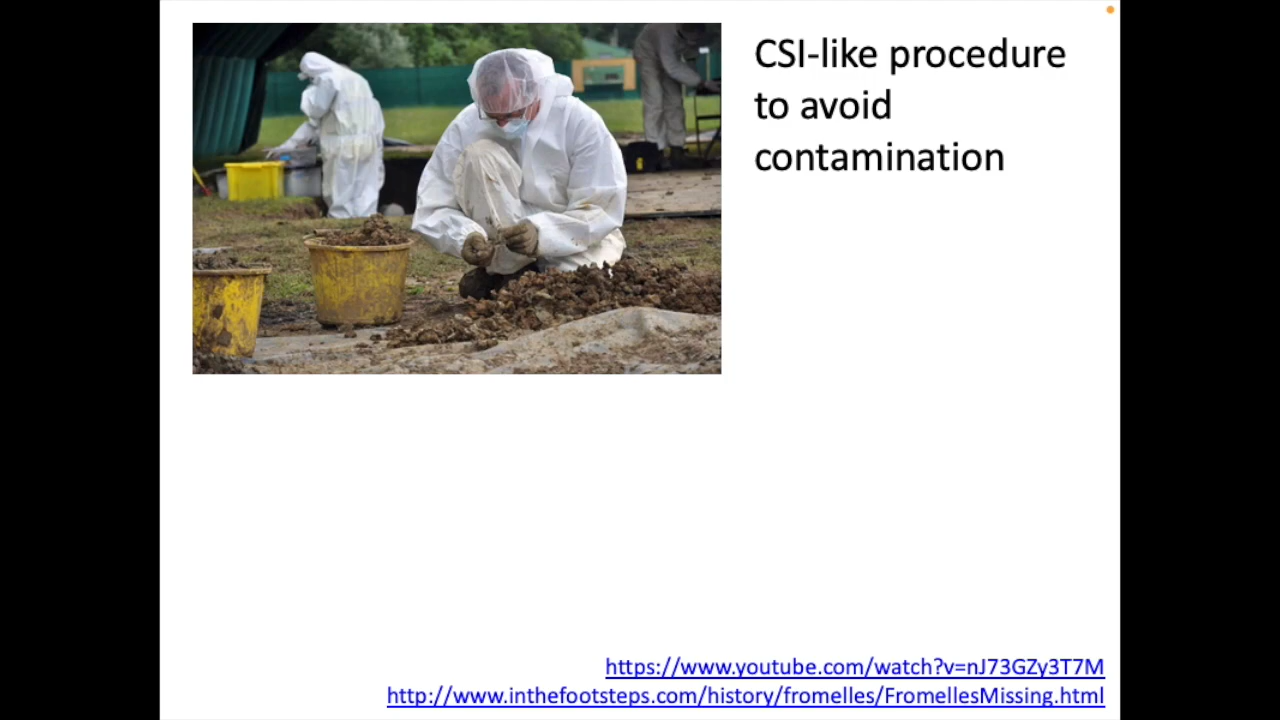 CSI-like procedure
to avoid
contamination
https://www.youtube.com/watch?v=nJ73GZy3T7M
http://www.inthefootsteps.com/history/fromelles/FromellesMissing.html